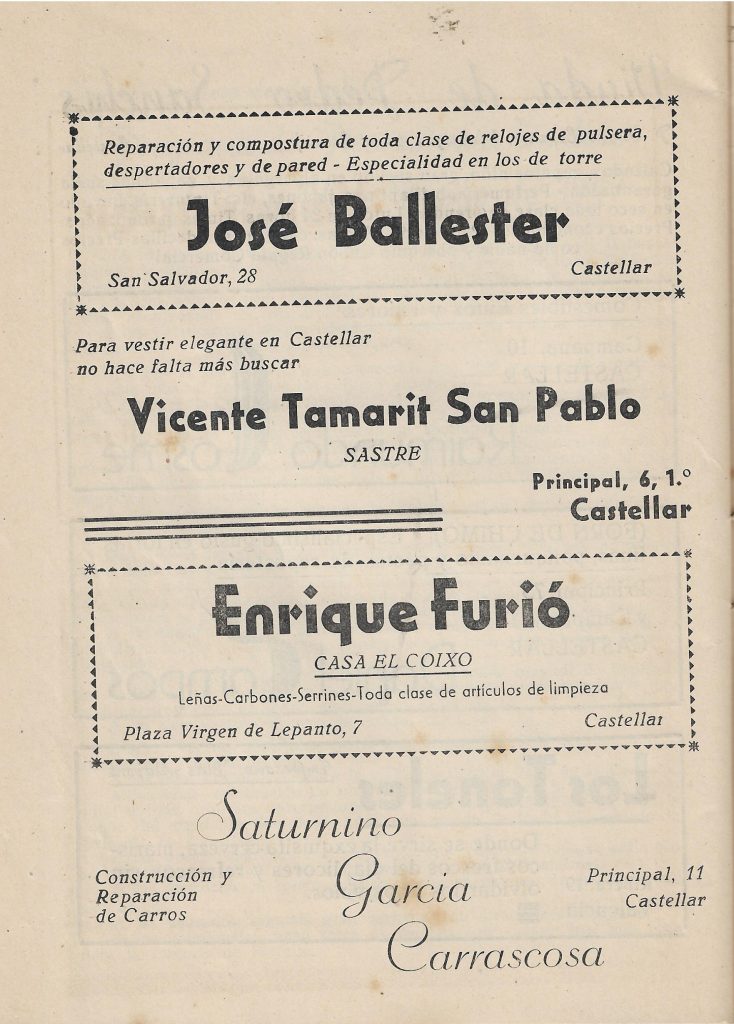 Reparación y compostura de toda clase de relojes de pulsera,
despertadores y de pared - Especialidad en los de torre
José Ballester
San Salvador, 28
Castellar
Para vestir elegante en Castellar
no hace falta más buscar
Vicente Tamarit San Pablo
SASTRE
Principal, 6, 1.º
Castellar
Enrique Furió
CASA EL COIXO
Leñas-Carbones-Serrines-Toda clase de artículos de limpieza
Plaza Virgen de Lepanto, 7
Castellar
Saturnino
Garcia
Carrascosa
Construcción y
Reparación
de Carros
Principal, 11
Castellar